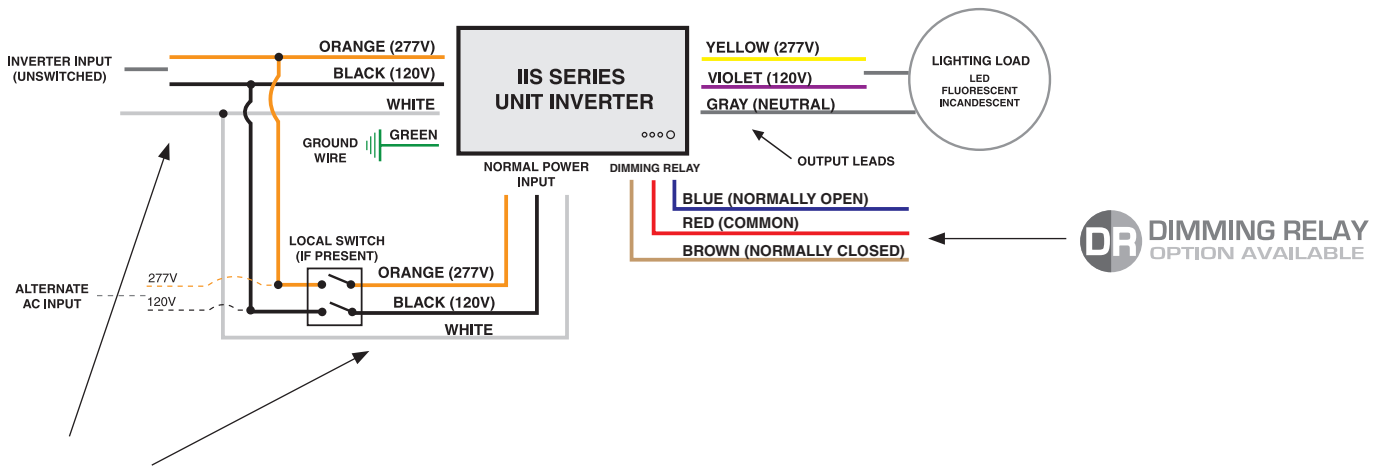 INVERTER INPUT
(UNSWITCHED)
ORANGE (277V)
BLACK (120V)
WHITE
GREEN
GROUND
WIRE
IIS SERIES
UNIT INVERTER
YELLOW (277V)
VIOLET (120V)
GRAY (NEUTRAL)
LIGHTING LOAD
LED
FLUORESCENT
INCANDESCENT
OUTPUT LEADS
NORMAL POWER
INPUT
DIMMING RELAY
BLUE (NORMALLY OPEN)
RED (COMMON)
BROWN (NORMALLY CLOSED)
DR
DIMMING RELAY
OPTION AVAILABLE
LOCAL SWITCH
(IF PRESENT)
ORANGE (277V)
BLACK (120V)
WHITE
ALTERNATE
AC INPUT
277V
120V